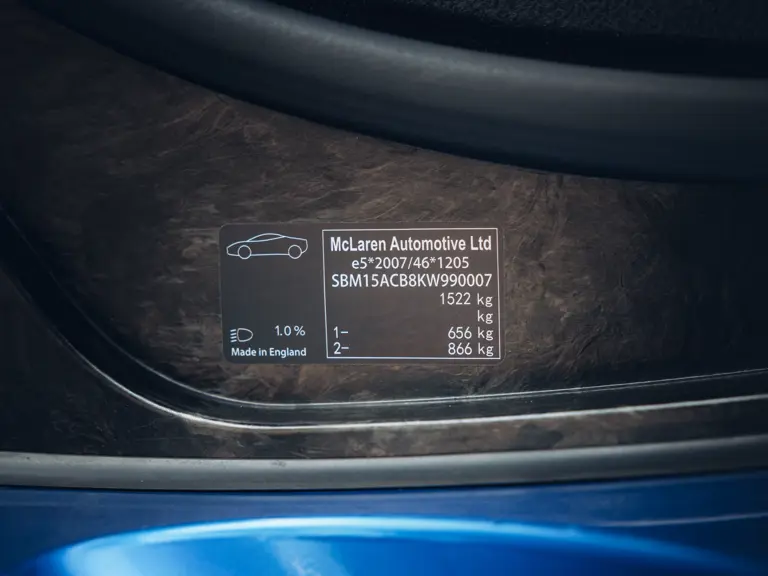 McLaren Automotive Ltd
e5*2007/46*1205
SBM15ACB8KW990007
1522 kg
kg
1- 656 kg
2- 866 kg
1.0 %
Made in England